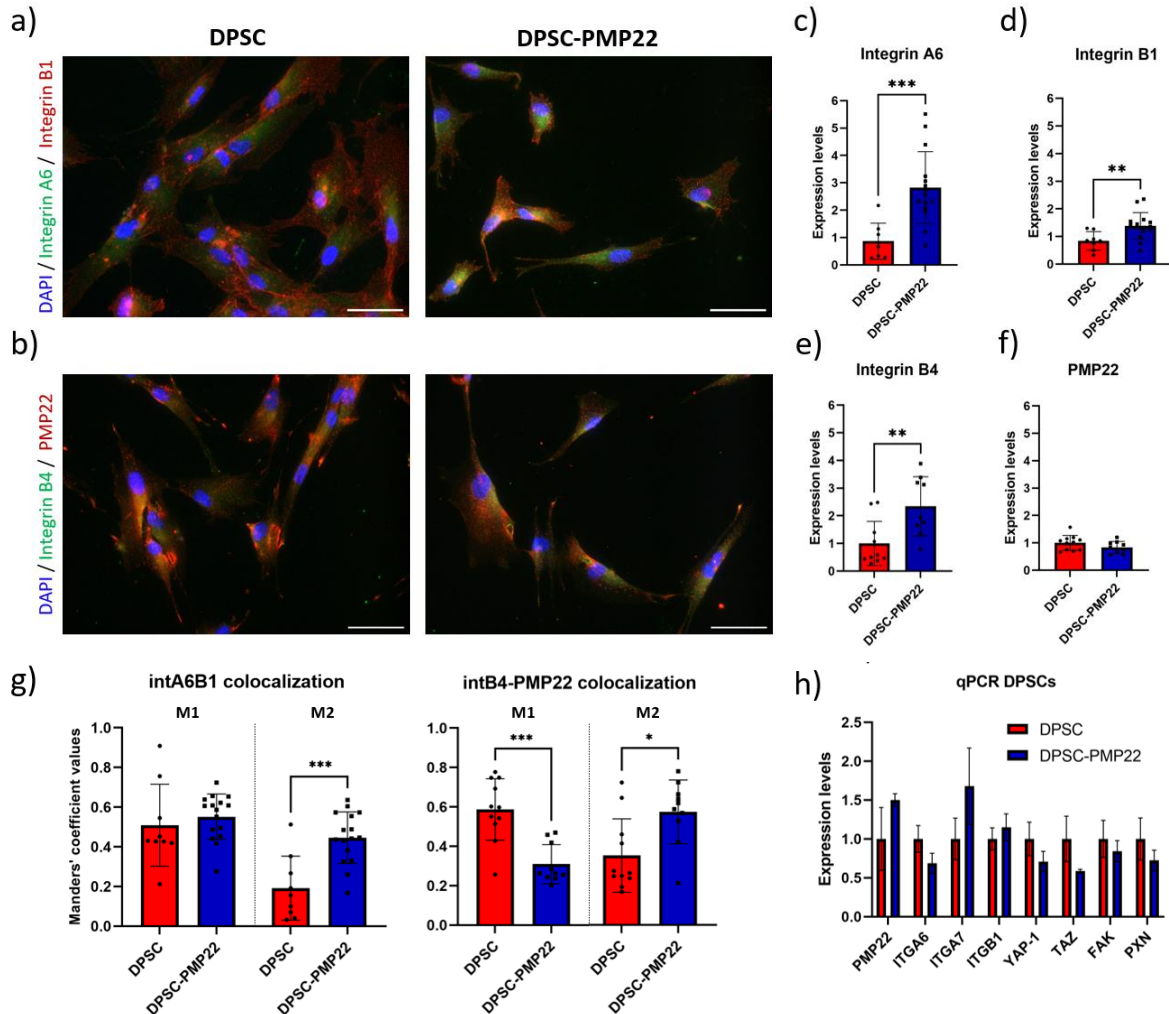 a)
DPSC
DPSC-PMP22
DAPI / Integrin A6 / Integrin B1
b)
DAPI / Integrin B4 / PMP22
c)
Integrin A6
***
Expression levels
6
5
4
3
2
1
0
DPSC
DPSC-PMP22
d)
Integrin B1
**
Expression levels
6
5
4
3
2
1
0
DPSC
DPSC-PMP22
e)
Integrin B4
**
Expression levels
6
5
4
3
2
1
0
DPSC
DPSC-PMP22
f)
PMP22
Expression levels
6
5
4
3
2
1
0
DPSC
DPSC-PMP22
g)
intA6B1 colocalization
M1
M2
***
Manders' coefficient values
1.0
0.8
0.6
0.4
0.2
0.0
DPSC
DPSC-PMP22
DPSC
DPSC-PMP22
intB4-PMP22 colocalization
M1
M2
***
*
1.0
0.8
0.6
0.4
0.2
0.0
DPSC
DPSC-PMP22
DPSC
DPSC-PMP22
h)
qPCR DPSCs
DPSC
DPSC-PMP22
Expression levels
2.5
2.0
1.5
1.0
0.5
0.0
PMP22
ITGA6
ITGA7
ITGB1
YAP-1
TAZ
FAK
PXN